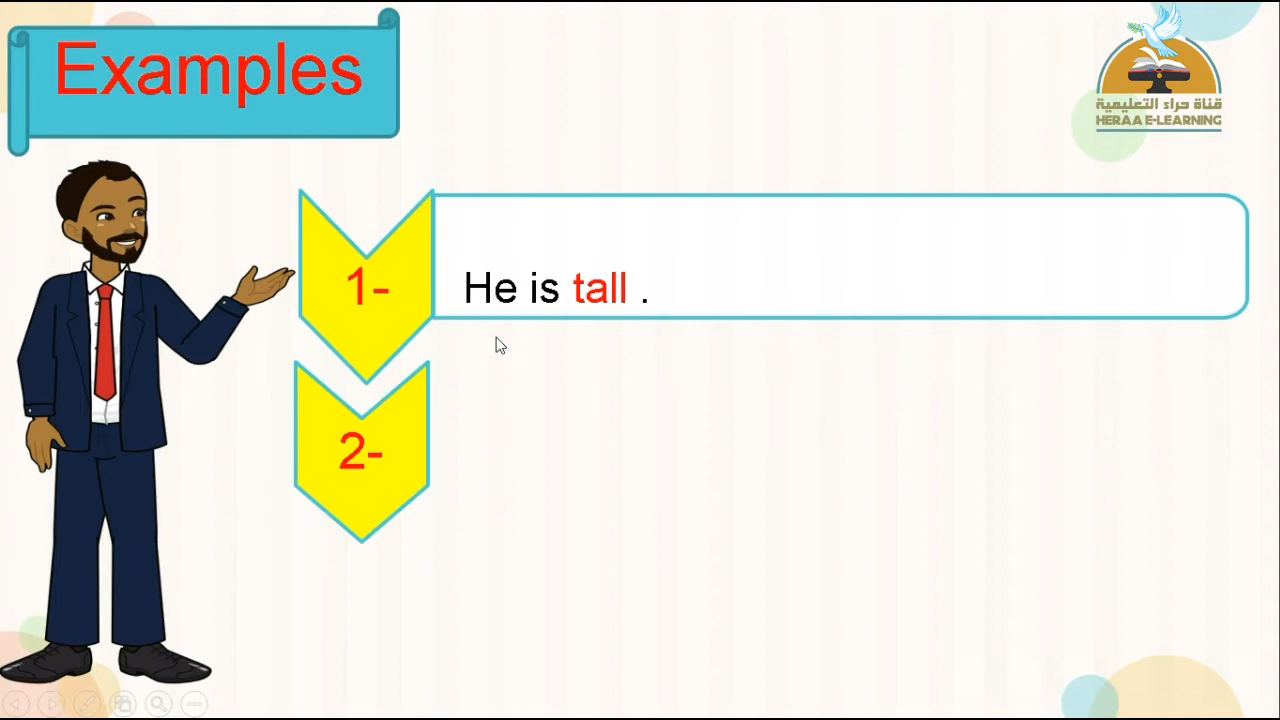 Examples
قناة حراء التعليمية
HERAA E-LEARNING
1-
He is tall .
2-